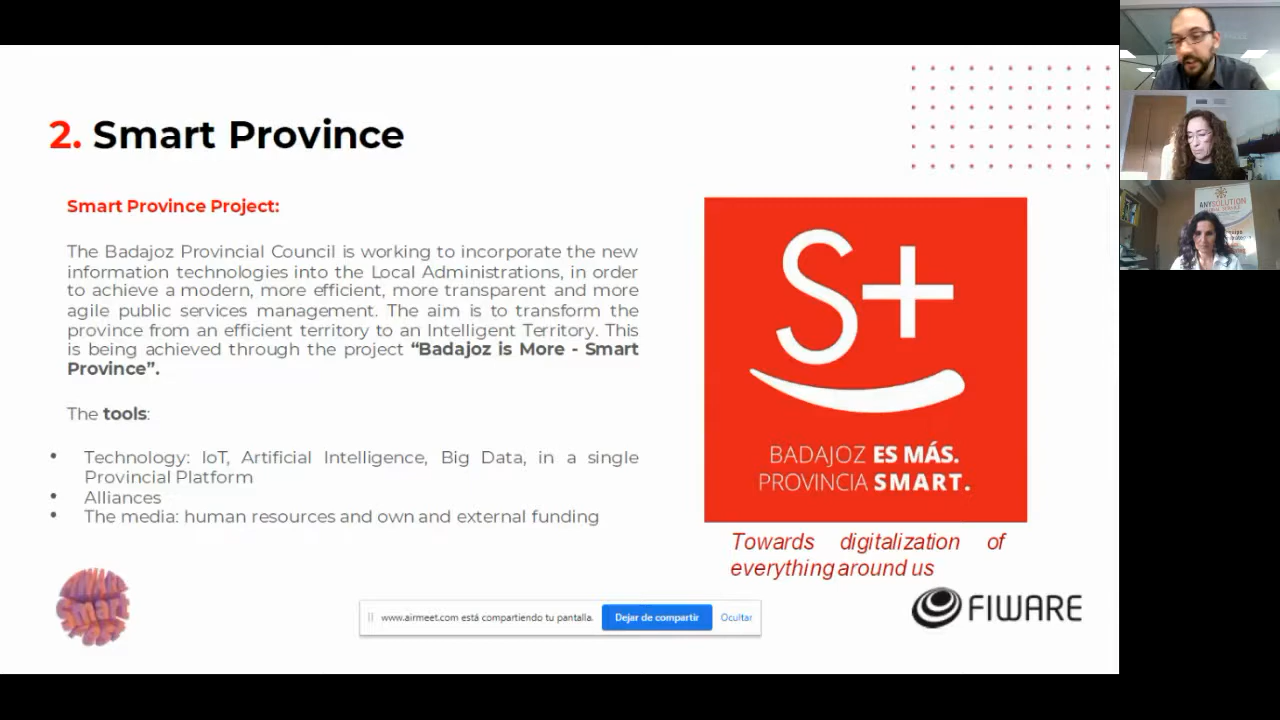 2. Smart Province
Smart Province Project:
The Badajoz Provincial Council is working to incorporate the new
information technologies into the Local Administrations, in order
to achieve a modern, more efficient, more transparent and more
agile public services management. The aim is to transform the
province from an efficient territory to an Intelligent Territory. This
is being achieved through the project “Badajoz is More - Smart
Province”.
The tools:
• Technology: IoT, Artificial Intelligence, Big Data, in a single
Provincial Platform
• Alliances
• The media: human resources and own and external funding
S+
BADAJOZ ES MÁS.
PROVINCIA SMART.
Towards digitalization of
everything around us
Smart
FIWARE
www.airmeet.com está compartiendo tu pantalla.
Dejar de compartir
Ocultar
ANYSOLUTION